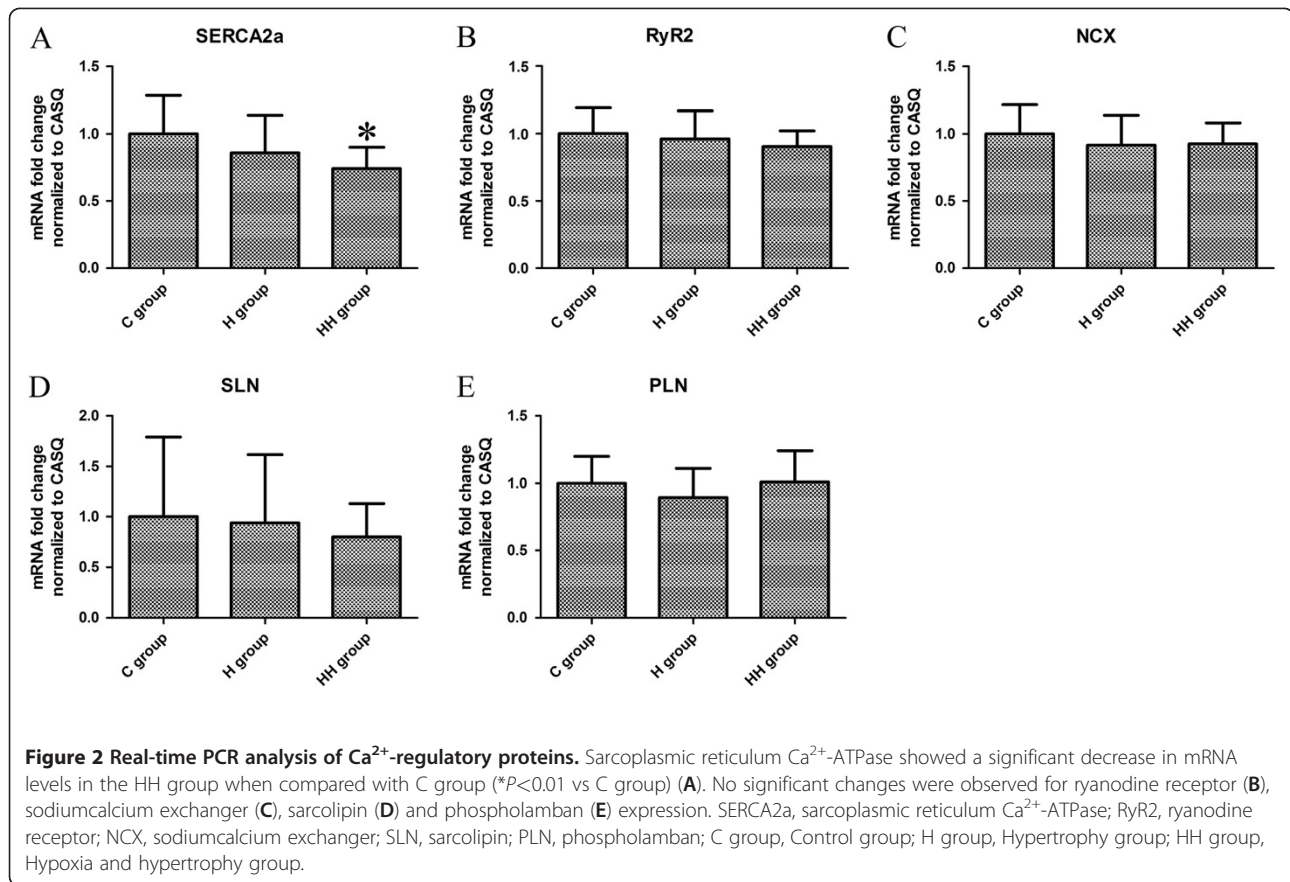 A
SERCA2a
mRNA fold change
normalized to CASQ
1.5
1.0
0.5
0.0
*
C group
H group
HH group
B
RyR2
mRNA fold change
normalized to CASQ
1.5
1.0
0.5
0.0
C group
H group
HH group
C
NCX
mRNA fold change
normalized to CASQ
1.5
1.0
0.5
0.0
C group
H group
HH group
D
SLN
mRNA fold change
normalized to CASQ
2.0
1.5
1.0
0.5
0.0
C group
H group
HH group
E
PLN
mRNA fold change
normalized to CASQ
1.5
1.0
0.5
0.0
C group
H group
HH group
Figure 2 Real-time PCR analysis of Ca²⁺-regulatory proteins. Sarcoplasmic reticulum Ca²⁺-ATPase showed a significant decrease in mRNA
levels in the HH group when compared with C group (*P<0.01 vs C group) (A). No significant changes were observed for ryanodine receptor (B),
sodiumcalcium exchanger (C), sarcolipin (D) and phospholamban (E) expression. SERCA2a, sarcoplasmic reticulum Ca²⁺-ATPase; RyR2, ryanodine
receptor; NCX, sodiumcalcium exchanger; SLN, sarcolipin; PLN, phospholamban; C group, Control group; H group, Hypertrophy group; HH group,
Hypoxia and hypertrophy group.